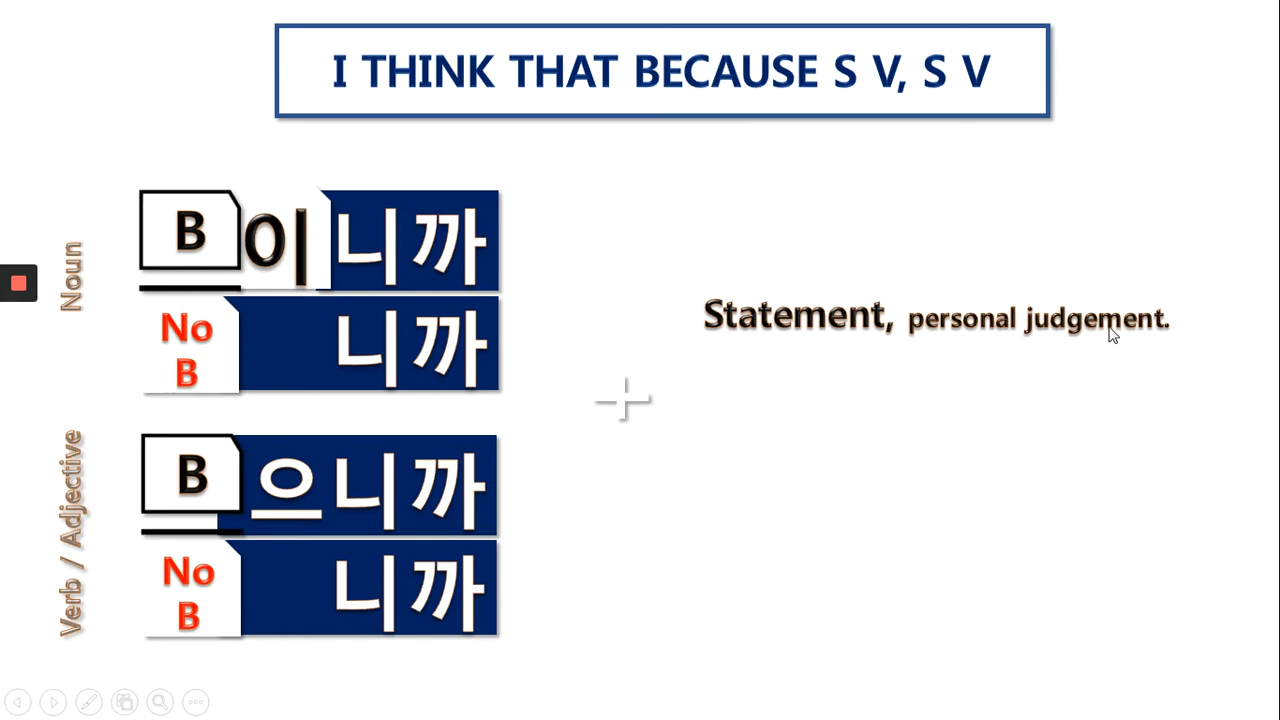 I THINK THAT BECAUSE S V, S V
Noun
B 이니까
No B 니까
Statement, personal judgement.
Verb / Adjective
B 으니까
No B 니까